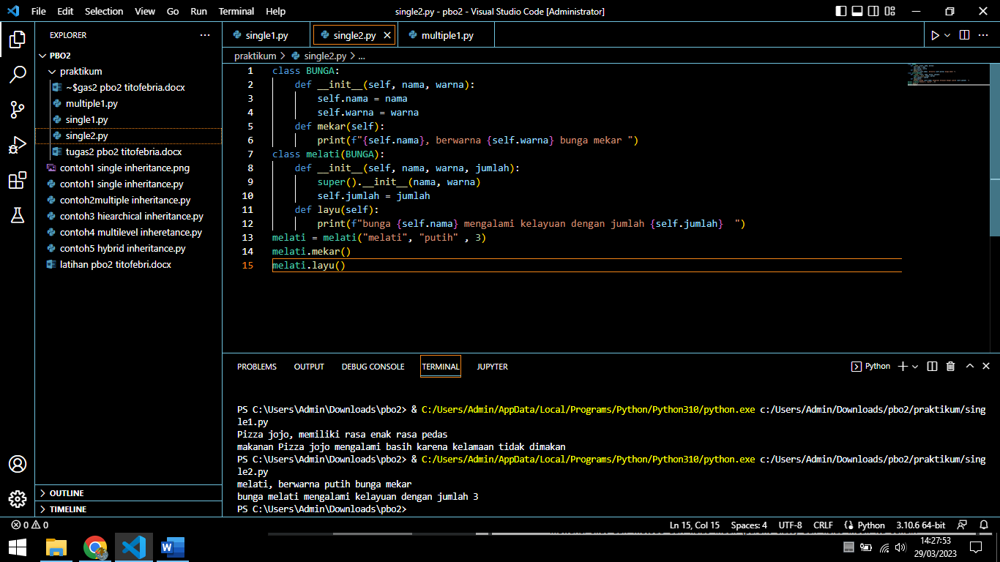 File Edit Selection View Go Run Terminal Help single2.py - pbo2 - Visual Studio Code [Administrator]
EXPLORER
PBO2
praktikum
~$gas2 pbo2 titofebria.docx
multiple1.py
single1.py
single2.py
tugas2 pbo2 titofebria.docx
contoh1 single inheritance.png
contoh1 single inheritance.py
contoh2multiple inheritance.py
contoh3 hiearchical inheritance.py
contoh4 multilevel inheretance.py
contoh5 hybrid inheritance.py
latihan pbo2 titofebri.docx
OUTLINE
TIMELINE
single1.py single2.py multiple1.py
praktikum > single2.py > ...
1 class BUNGA:
2     def __init__(self, nama, warna):
3         self.nama = nama
4         self.warna = warna
5     def mekar(self):
6         print(f"{self.nama}, berwarna {self.warna} bunga mekar ")
7 class melati(BUNGA):
8     def __init__(self, nama, warna, jumlah):
9         super().__init__(nama, warna)
10         self.jumlah = jumlah
11     def layu(self):
12         print(f"bunga {self.nama} mengalami kelayuan dengan jumlah {self.jumlah}  ")
13 melati = melati("melati", "putih" , 3)
14 melati.mekar()
15 melati.layu()
PROBLEMS OUTPUT DEBUG CONSOLE TERMINAL JUPYTER Python
PS C:\Users\Admin\Downloads\pbo2> & C:/Users/Admin/AppData/Local/Programs/Python/Python310/python.exe c:/Users/Admin/Downloads/pbo2/praktikum/sing
le1.py
Pizza jojo, memiliki rasa enak rasa pedas
makanan Pizza jojo mengalami basih karena kelamaan tidak dimakan
PS C:\Users\Admin\Downloads\pbo2> & C:/Users/Admin/AppData/Local/Programs/Python/Python310/python.exe c:/Users/Admin/Downloads/pbo2/praktikum/sing
le2.py
melati, berwarna putih bunga mekar
bunga melati mengalami kelayuan dengan jumlah 3
PS C:\Users\Admin\Downloads\pbo2>
0 0 Ln 15, Col 15 Spaces: 4 UTF-8 CRLF Python 3.10.6 64-bit
14:27:53
29/03/2023